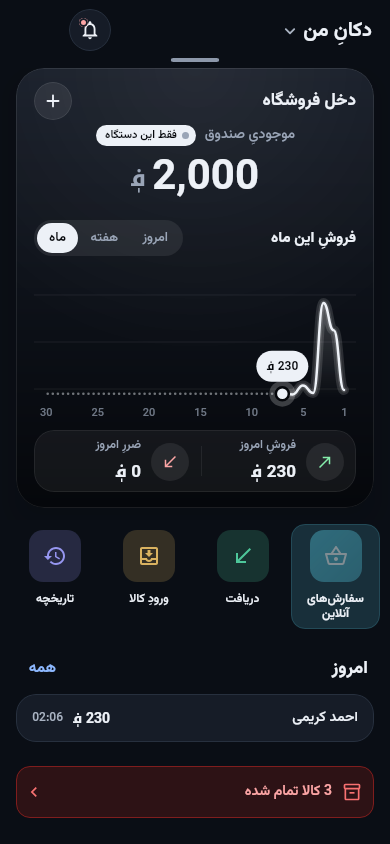 دکانِ من
دخل فروشگاه
موجودیِ صندوق فقط این دستگاه
2,000 ؋
فروشِ این ماه
امروز هفته ماه
230 ؋
1 5 10 15 20 25 30
فروشِ امروز
230 ؋
ضررِ امروز
0 ؋
سفارش‌های آنلاین
دریافت
ورودِ کالا
تاریخچه
امروز
همه
احمد کریمی 230 ؋ 02:06
3 کالا تمام شده